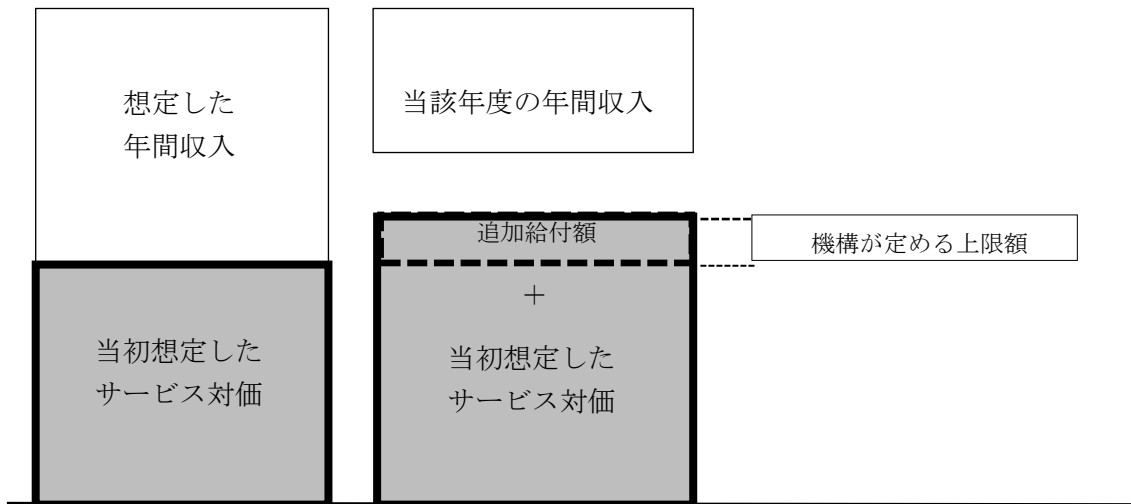 想定した
年間収入
当該年度の年間収入
追加給付額
機構が定める上限額
＋
当初想定した
サービス対価
当初想定した
サービス対価